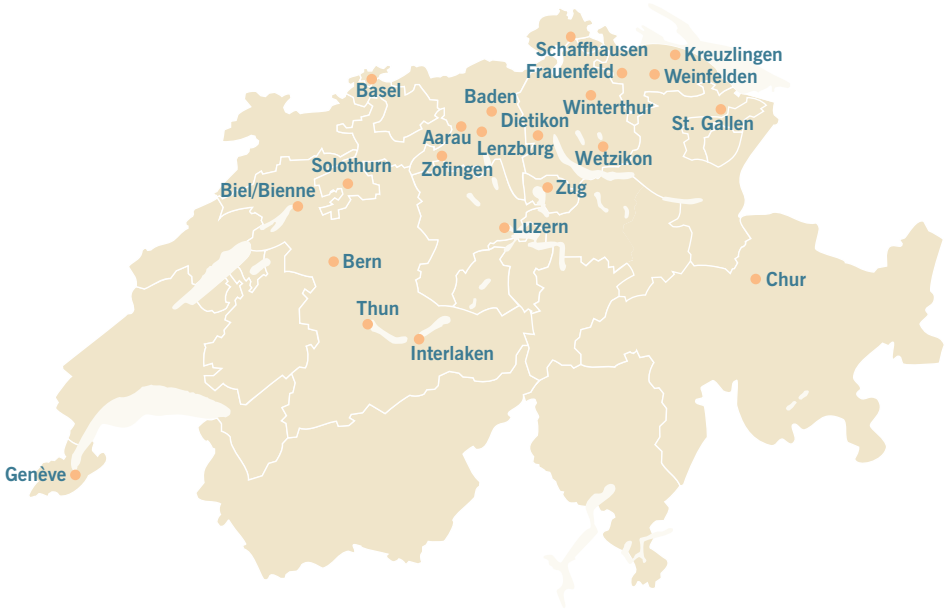 Schaffhausen
Kreuzlingen
Frauenfeld
Weinfelden
Basel
Baden
Winterthur
Dietikon
St. Gallen
Aarau
Lenzburg
Wetzikon
Zofingen
Solothurn
Biel/Bienne
Zug
Luzern
Bern
Chur
Thun
Interlaken
Genève